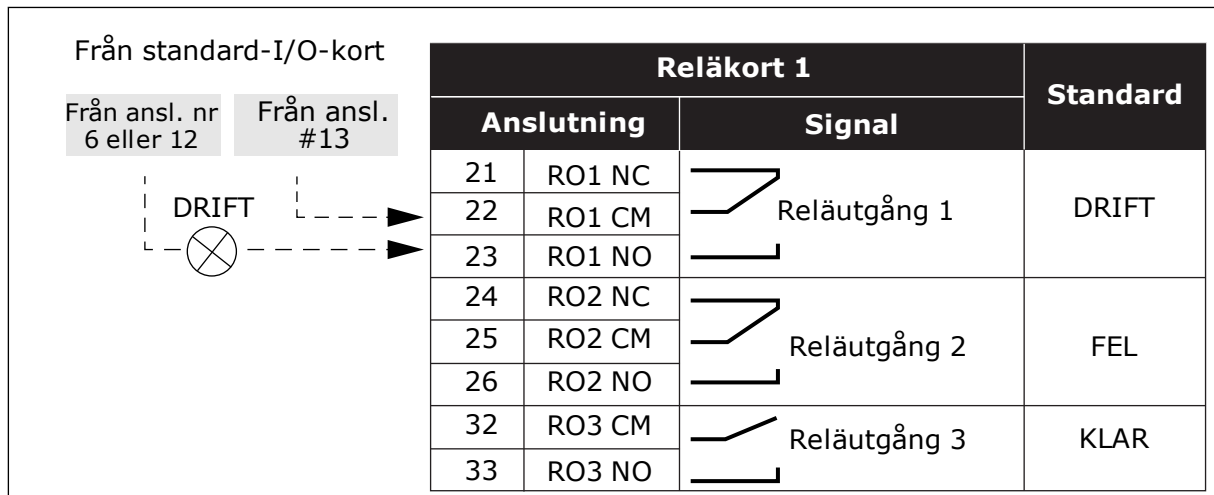 Från standard-I/O-kort
Från ansl. nr
6 eller 12
Från ansl.
#13
DRIFT
Reläkort 1
Standard
Anslutning
Signal
21 RO1 NC
22 RO1 CM
23 RO1 NO
Reläutgång 1
DRIFT
24 RO2 NC
25 RO2 CM
26 RO2 NO
Reläutgång 2
FEL
32 RO3 CM
33 RO3 NO
Reläutgång 3
KLAR